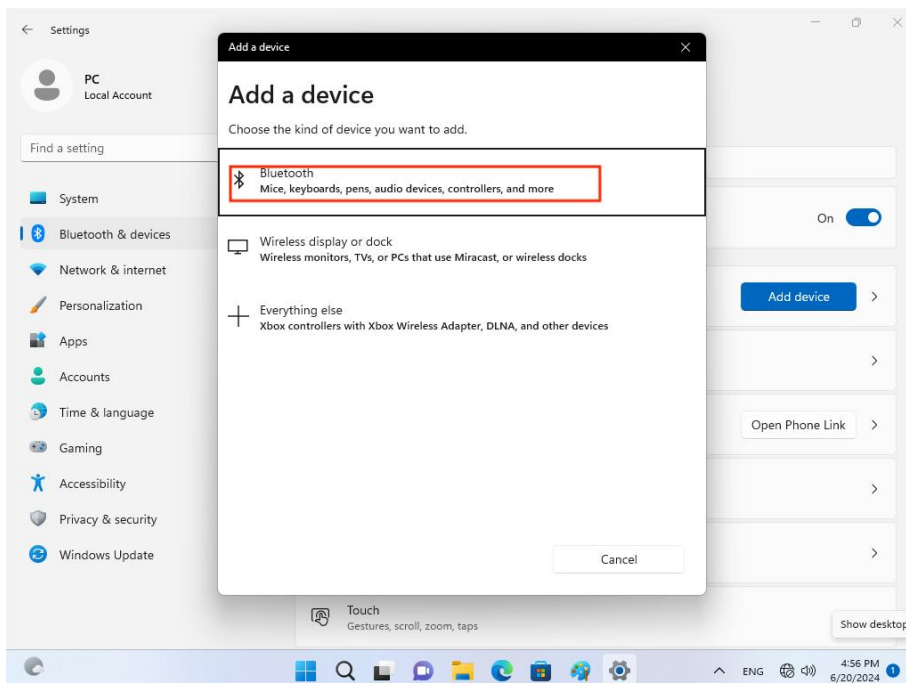 Settings
PC
Local Account
Find a setting
System
Bluetooth & devices
Network & internet
Personalization
Apps
Accounts
Time & language
Gaming
Accessibility
Privacy & security
Windows Update
Add a device
Add a device
Choose the kind of device you want to add.
Bluetooth
Mice, keyboards, pens, audio devices, controllers, and more
Wireless display or dock
Wireless monitors, TVs, or PCs that use Miracast, or wireless docks
Everything else
Xbox controllers with Xbox Wireless Adapter, DLNA, and other devices
Cancel
On
Add device
Open Phone Link
Touch
Gestures, scroll, zoom, taps
Show desktop
ENG
4:56 PM
6/20/2024
1